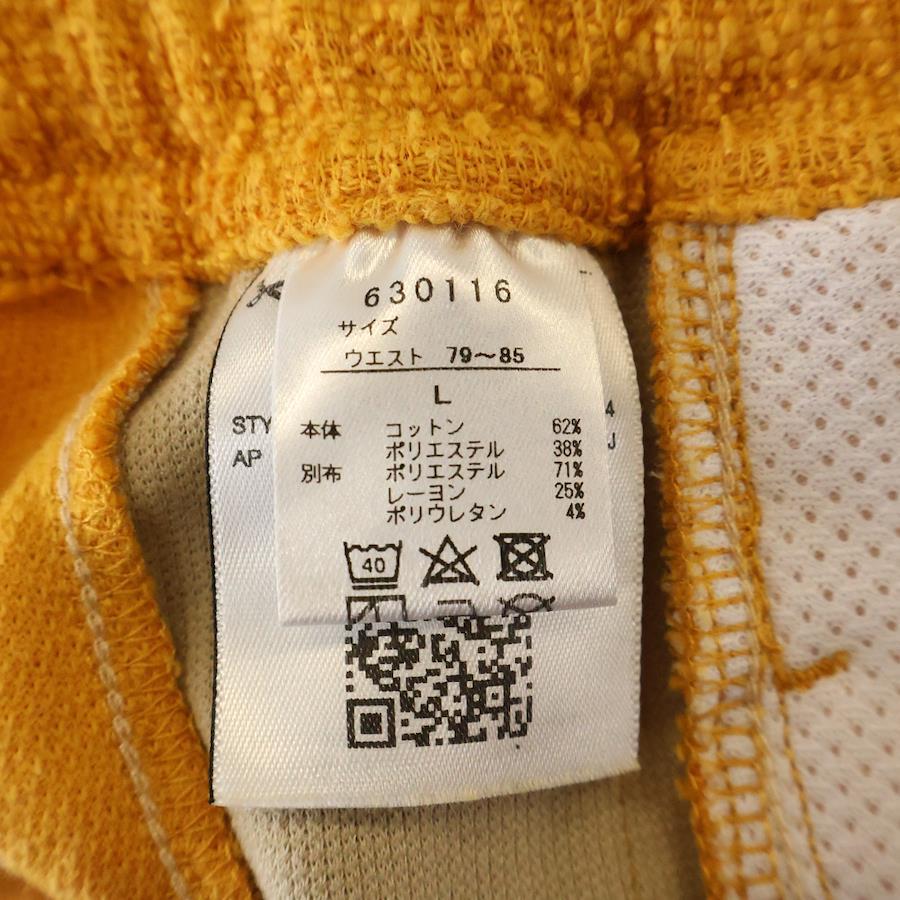 630116
サイズ
ウエスト 79～85
L
本体 コットン 62%
ポリエステル 38%
別布 ポリエステル 71%
レーヨン 25%
ポリウレタン 4%
40
STY
AP
4
J